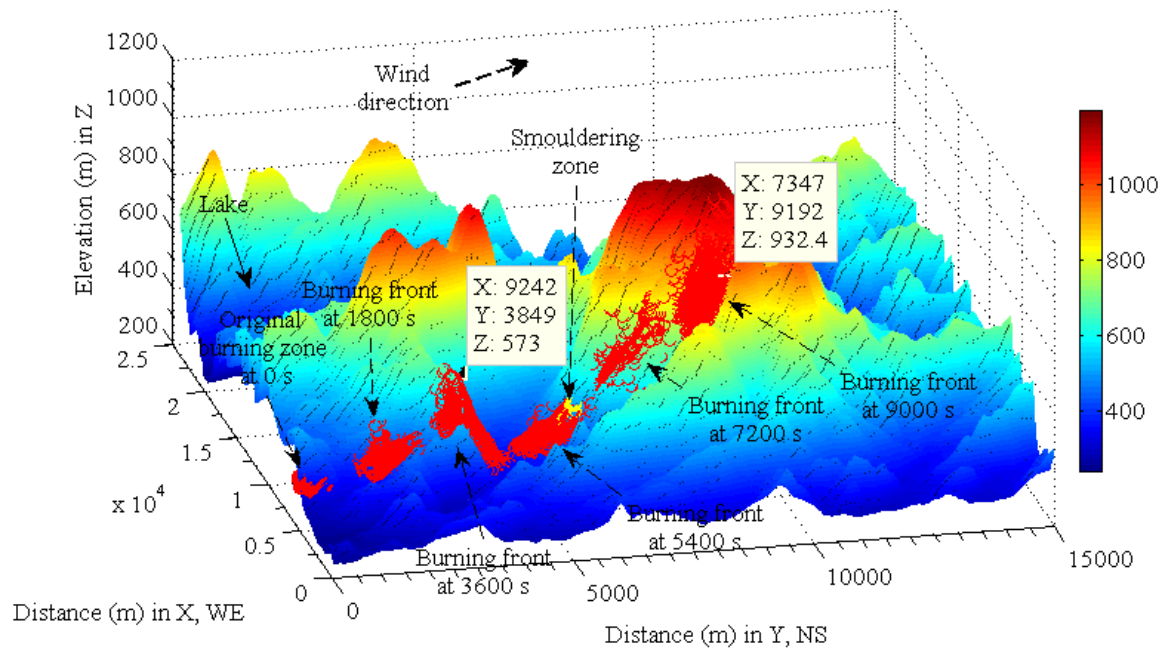 1200
1000
800
600
400
200
Elevation (m) in Z
Wind
direction
Smouldering
zone
X: 7347
Y: 9192
Z: 932.4
Lake
Burning front
at 1800 s
X: 9242
Y: 3849
Z: 573
Original
burning zone
at 0 s
Burning front
at 9000 s
Burning front
at 7200 s
Burning front
at 5400 s
Burning front
at 3600 s
2.5
2
1.5
1
0.5
0
x 10^4
Distance (m) in X, WE
0
5000
10000
15000
Distance (m) in Y, NS
1000
800
600
400